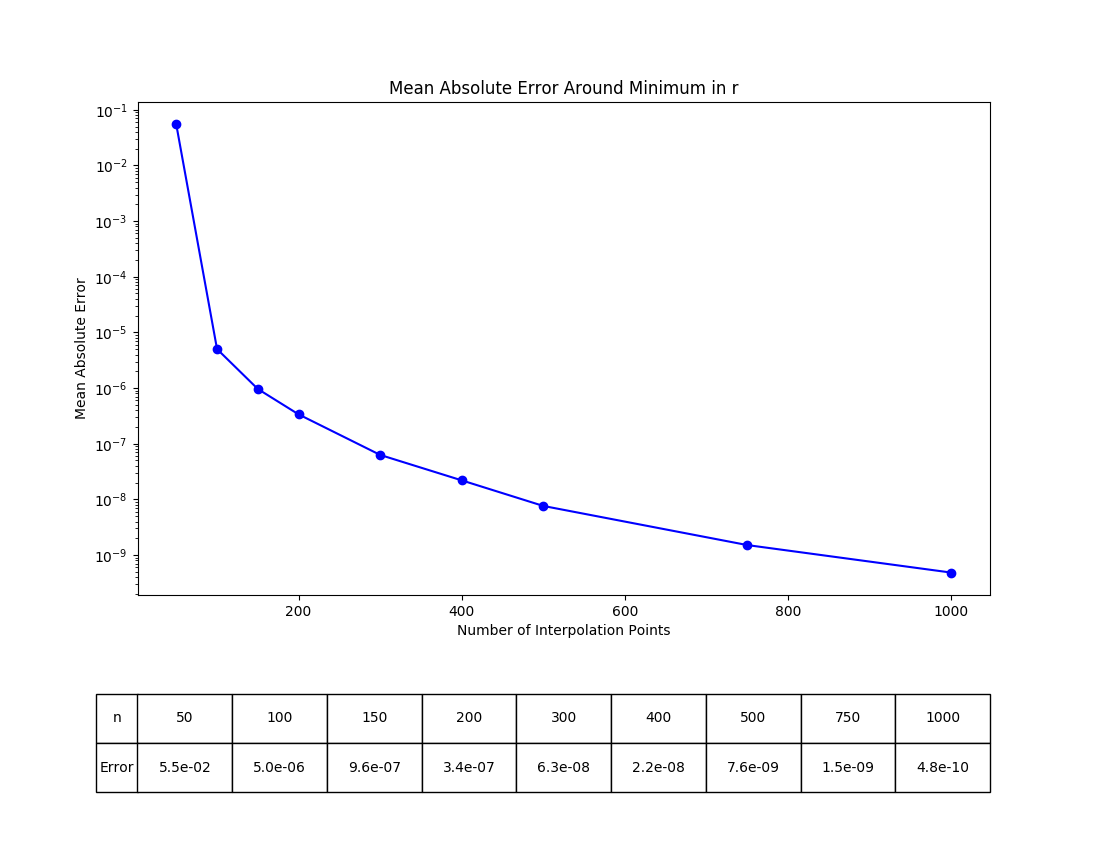 Mean Absolute Error Around Minimum in r
10⁻¹
10⁻²
10⁻³
10⁻⁴
10⁻⁵
10⁻⁶
10⁻⁷
10⁻⁸
10⁻⁹
Mean Absolute Error
200 400 600 800 1000
Number of Interpolation Points
n 50 100 150 200 300 400 500 750 1000
Error 5.5e-02 5.0e-06 9.6e-07 3.4e-07 6.3e-08 2.2e-08 7.6e-09 1.5e-09 4.8e-10